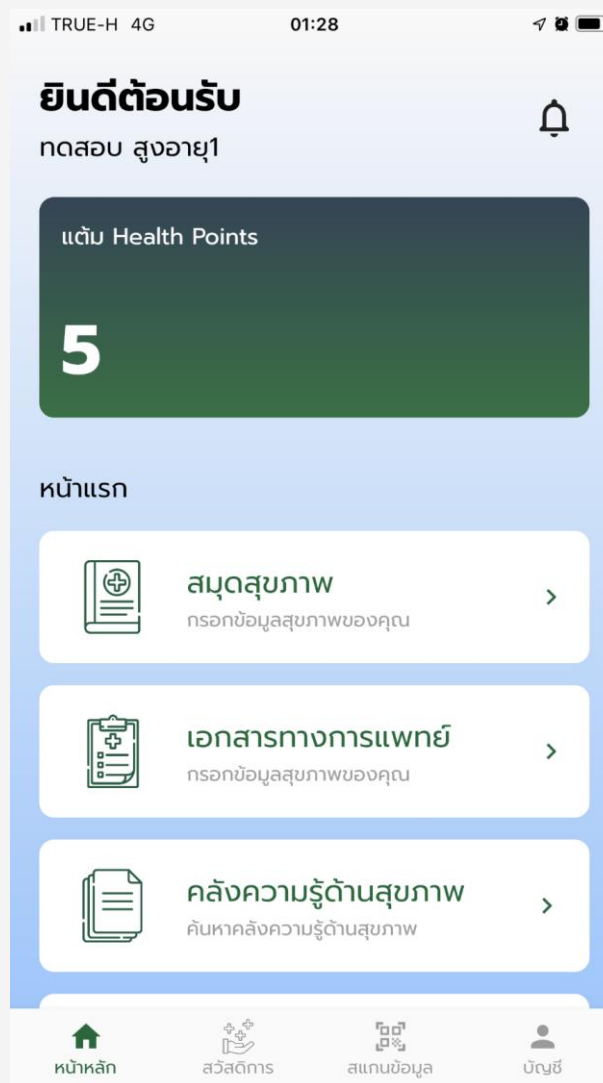 TRUE-H 4G 01:28
ยินดีต้อนรับ
ทดสอบ สูงอายุ1
แต้ม Health Points
5
หน้าแรก
สมุดสุขภาพ
กรอกข้อมูลสุขภาพของคุณ
เอกสารทางการแพทย์
กรอกข้อมูลสุขภาพของคุณ
คลังความรู้ด้านสุขภาพ
ค้นหาคลังความรู้ด้านสุขภาพ
หน้าหลัก สวัสดิการ สแกนข้อมูล บัญชี